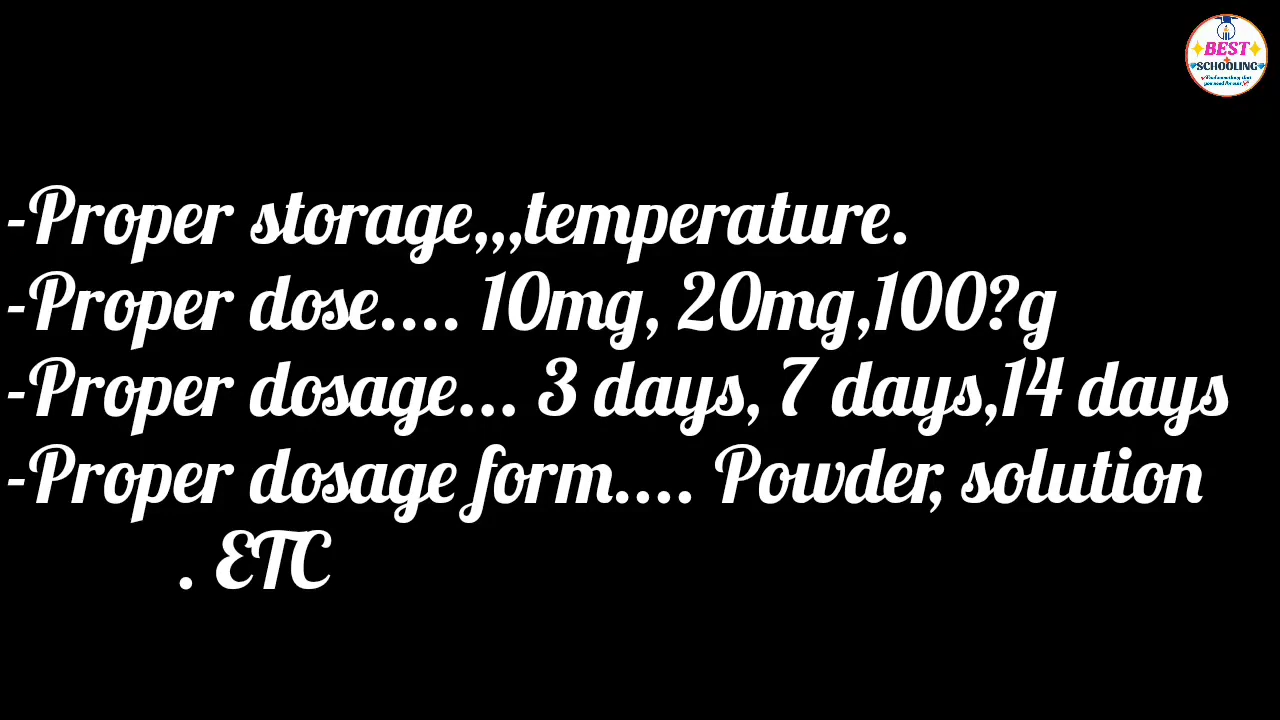 BEST
SCHOOLING
-Proper storage,,,temperature.
-Proper dose.... 10mg, 20mg,100?g
-Proper dosage... 3 days, 7 days,14 days
-Proper dosage form.... Powder, solution
. ETC